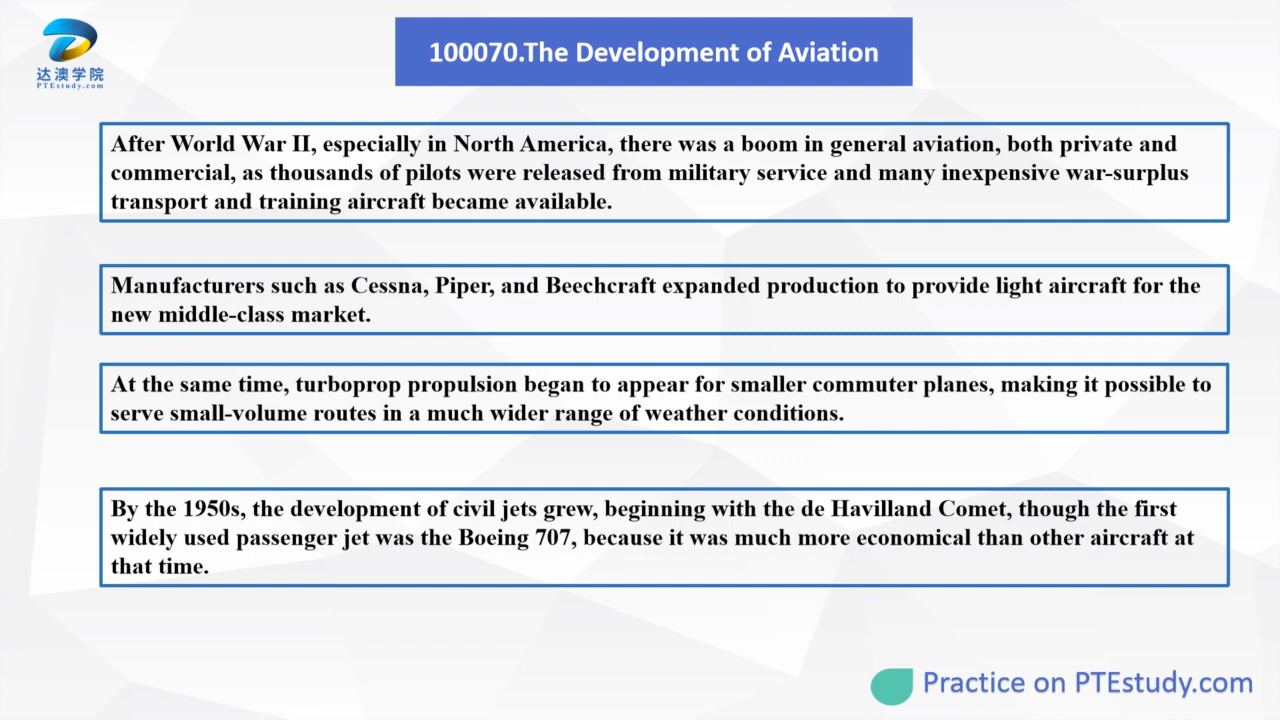 达澳学院
PTEstudy.com
100070.The Development of Aviation
After World War II, especially in North America, there was a boom in general aviation, both private and
commercial, as thousands of pilots were released from military service and many inexpensive war-surplus
transport and training aircraft became available.
Manufacturers such as Cessna, Piper, and Beechcraft expanded production to provide light aircraft for the
new middle-class market.
At the same time, turboprop propulsion began to appear for smaller commuter planes, making it possible to
serve small-volume routes in a much wider range of weather conditions.
By the 1950s, the development of civil jets grew, beginning with the de Havilland Comet, though the first
widely used passenger jet was the Boeing 707, because it was much more economical than other aircraft at
that time.
Practice on PTEstudy.com